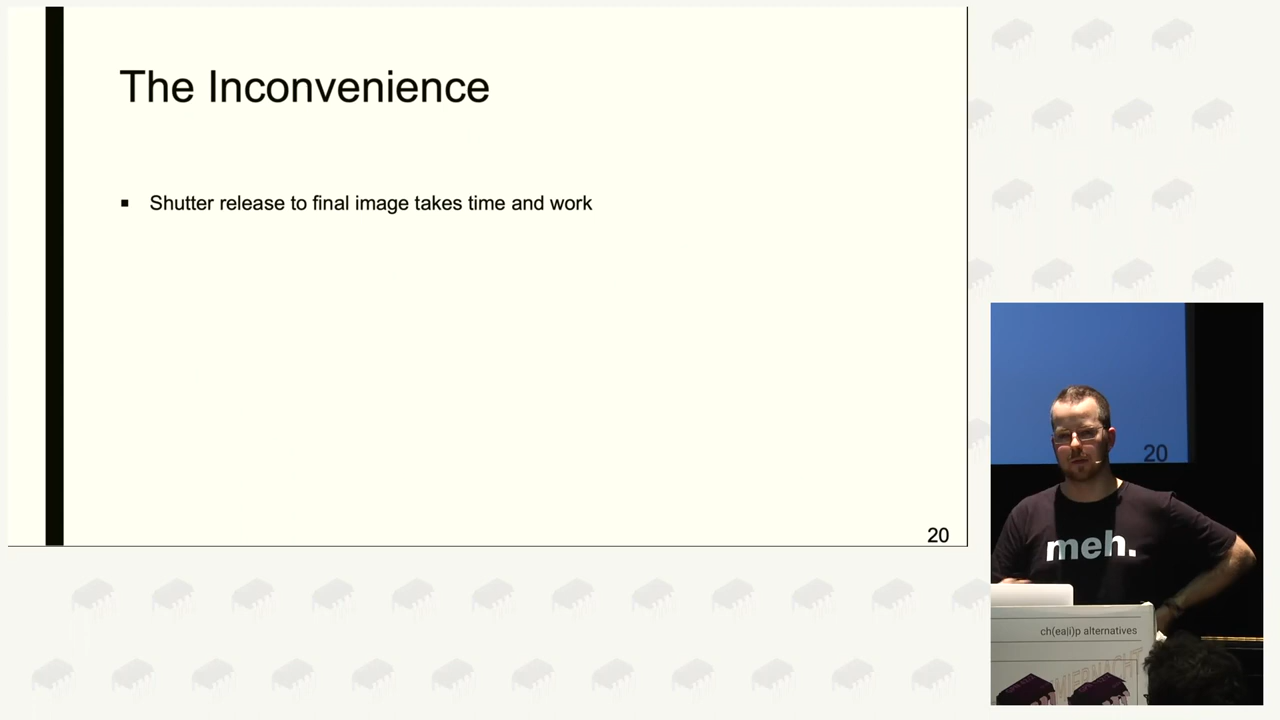 The Inconvenience
Shutter release to final image takes time and work
20
20
meh.
ch(ea|i)p alternatives